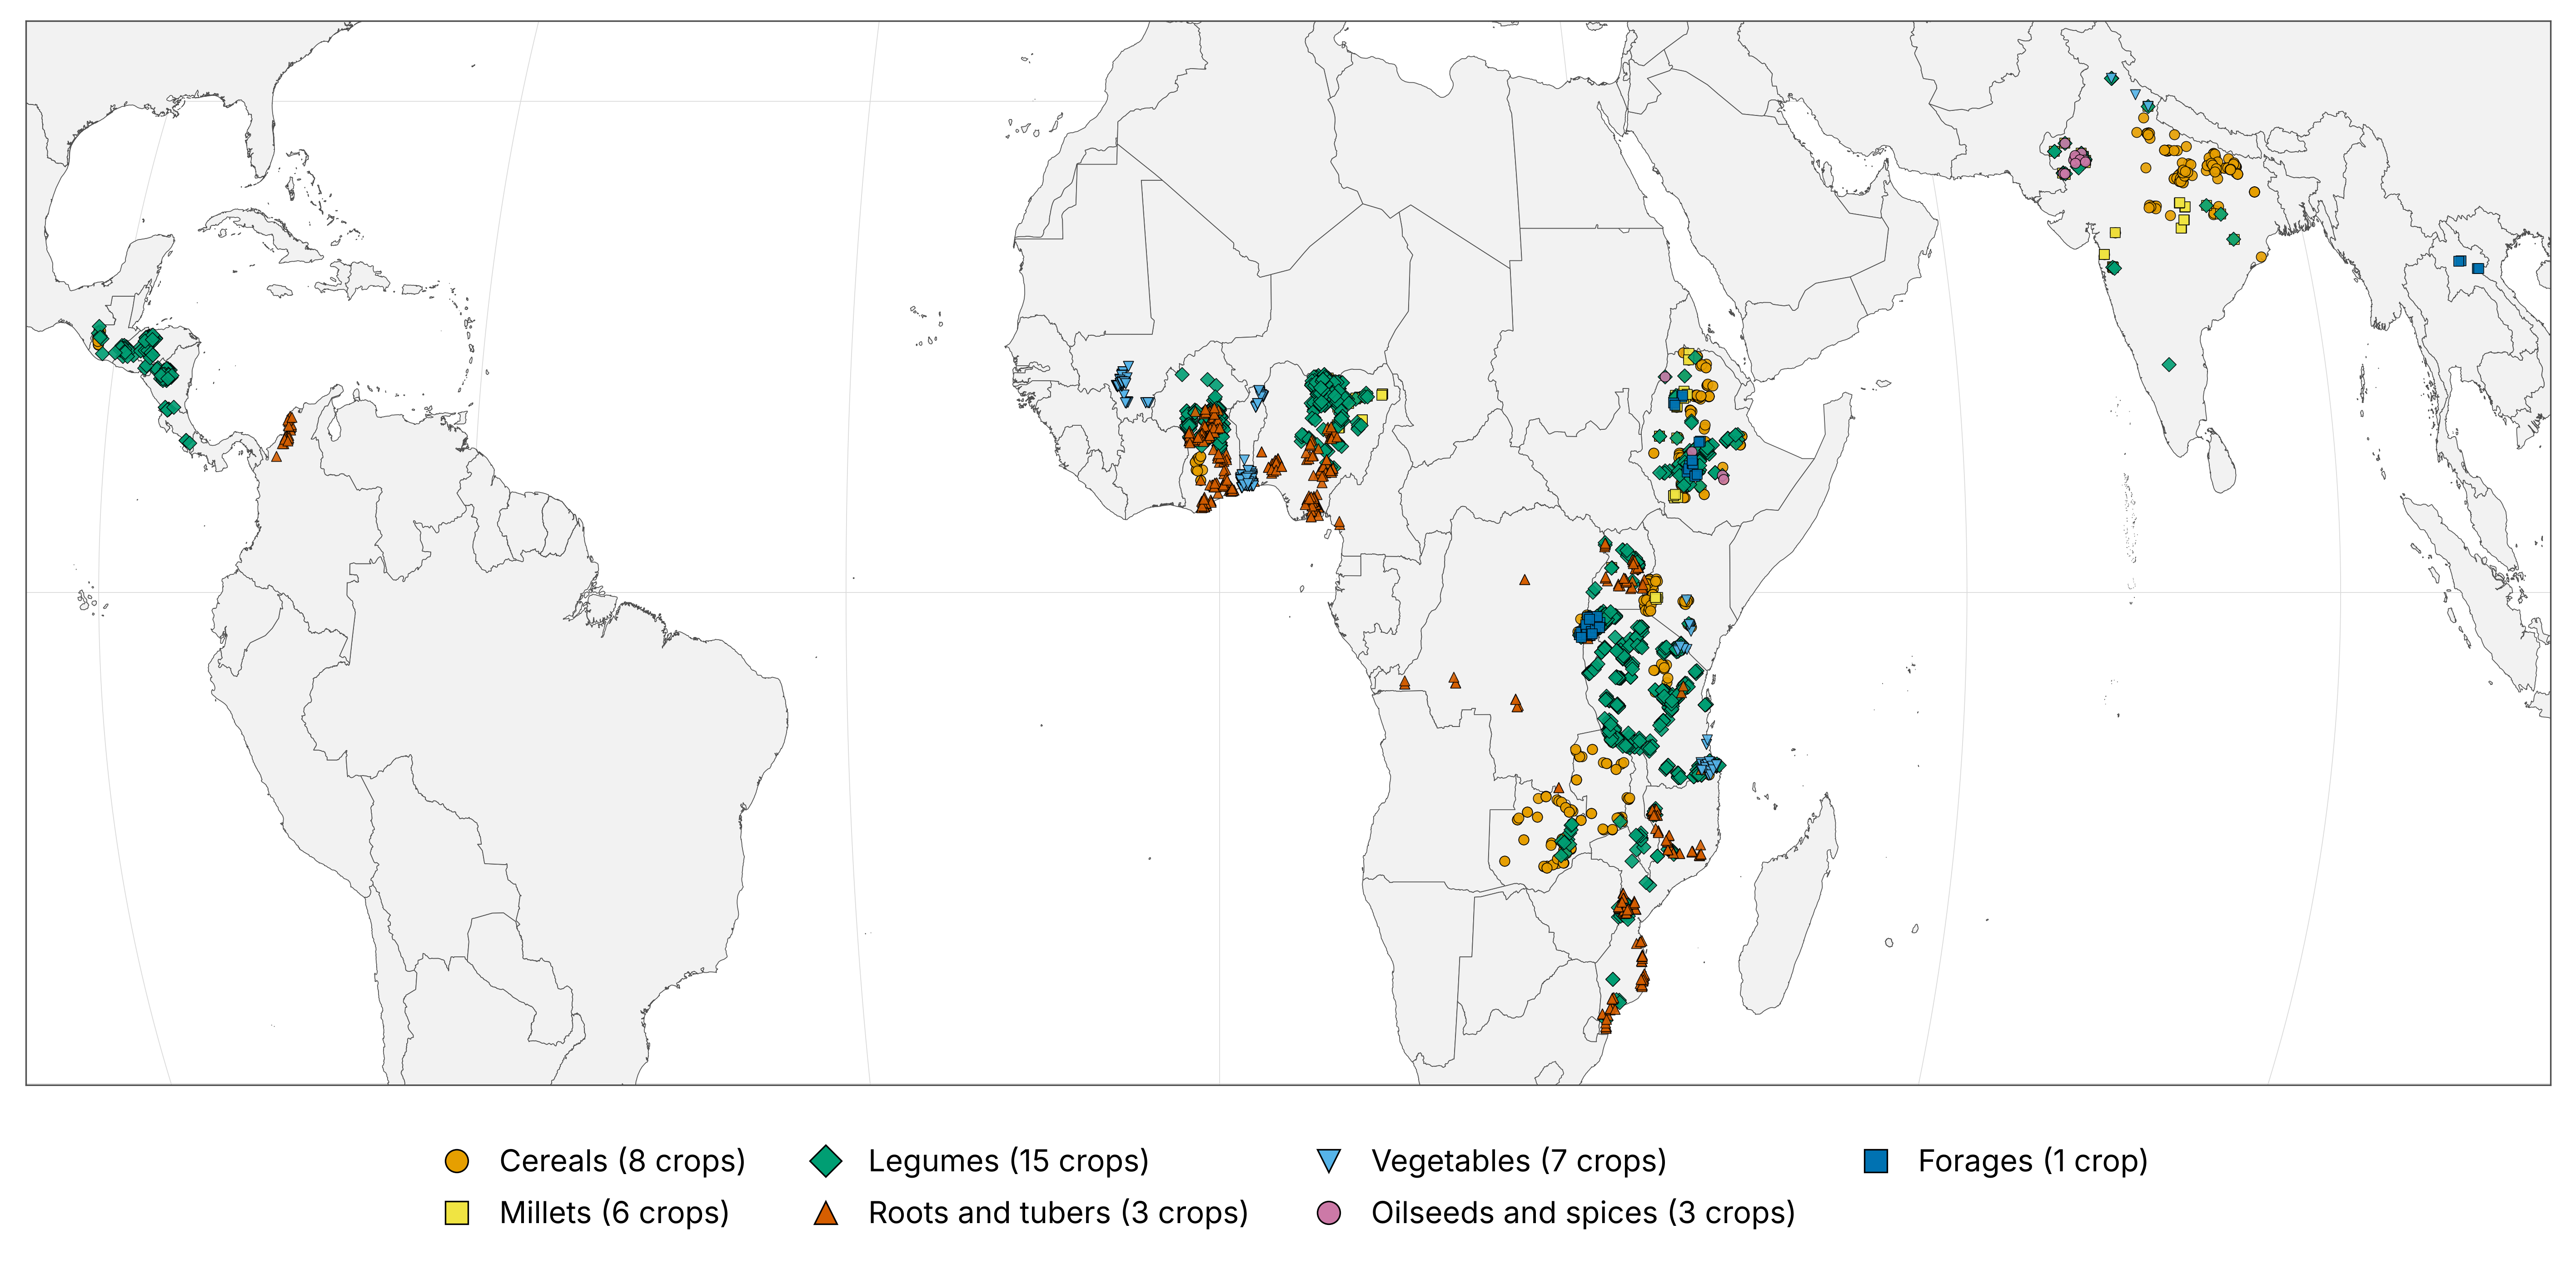 Cereals (8 crops) Legumes (15 crops) Vegetables (7 crops) Forages (1 crop)
Millets (6 crops) Roots and tubers (3 crops) Oilseeds and spices (3 crops)